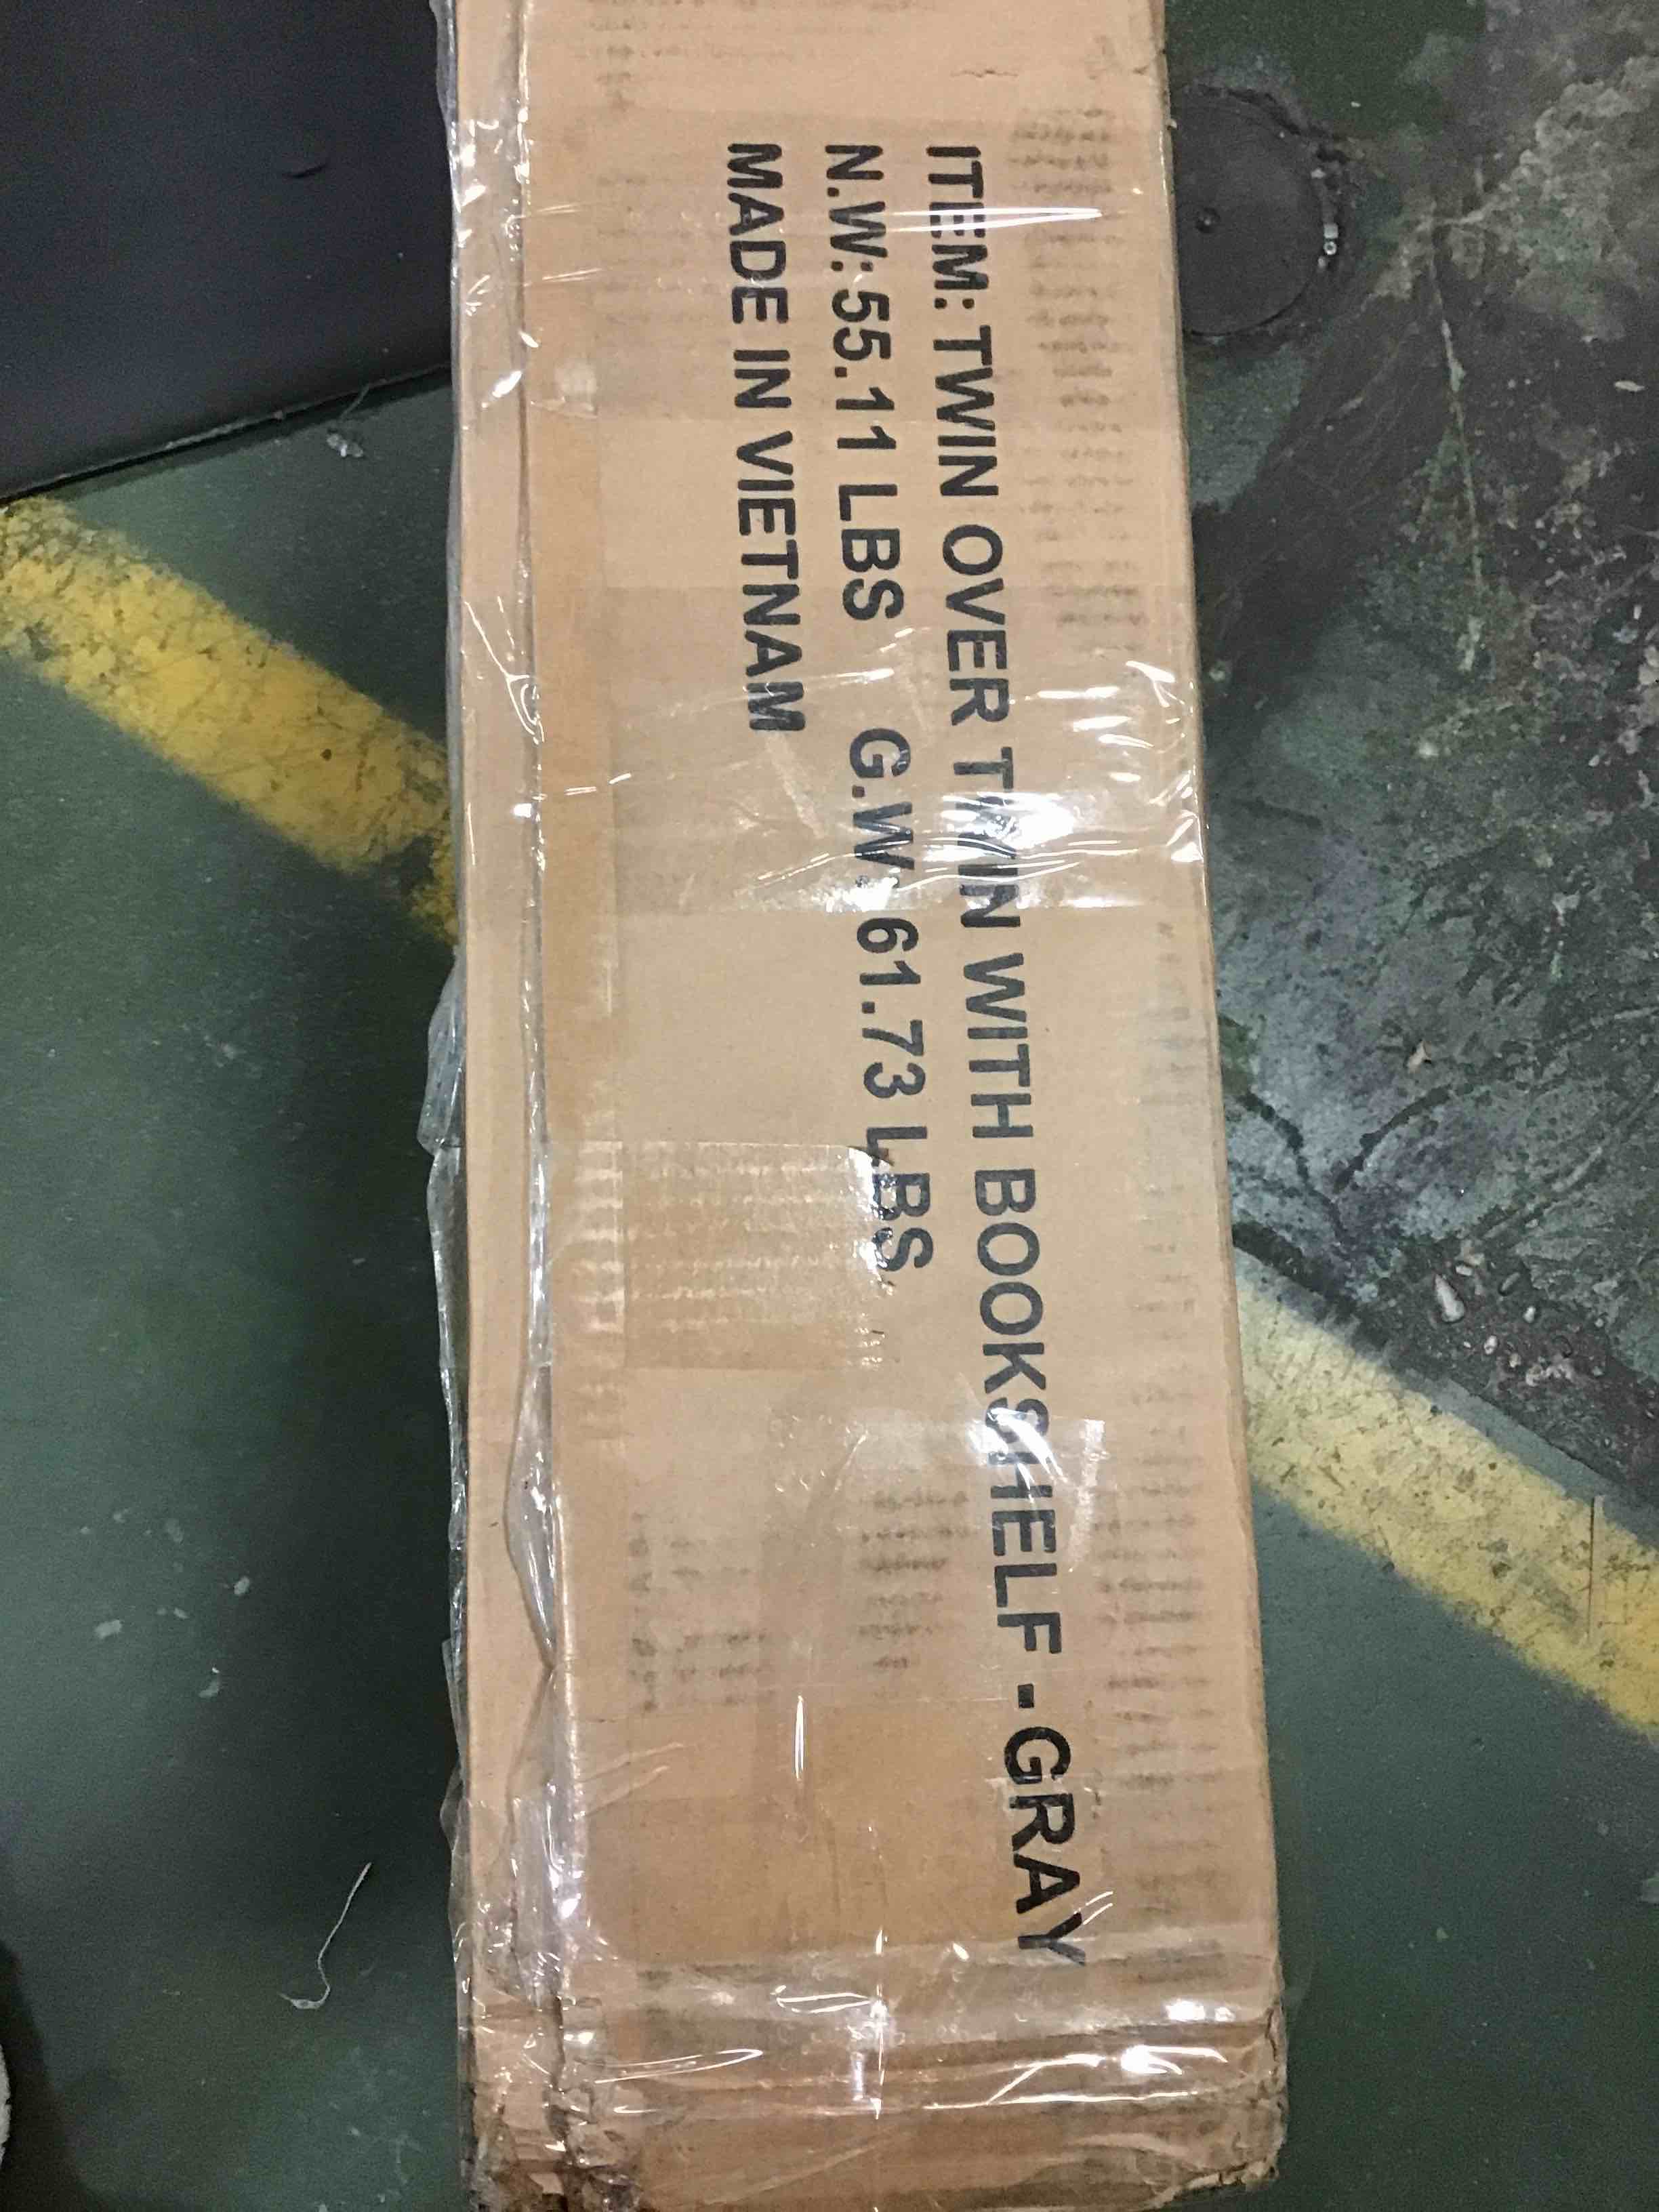 ITEM: TWIN OVER TWIN WITH BOOKSHELF - GRAY
N.W: 55.11 LBS G.W: 61.73 LBS
MADE IN VIETNAM